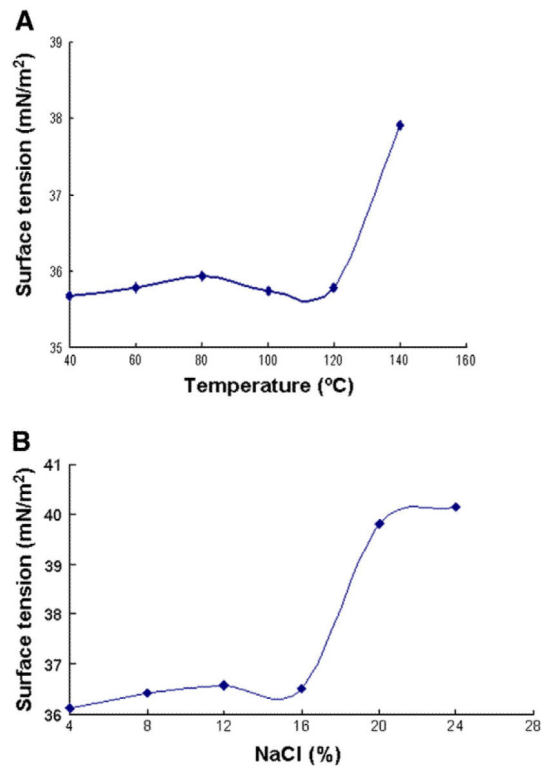 A
Surface tension (mN/m²)
39
38
37
36
35
40 60 80 100 120 140 160
Temperature (ºC)
B
Surface tension (mN/m²)
41
40
39
38
37
36
4 8 12 16 20 24 28
NaCl (%)